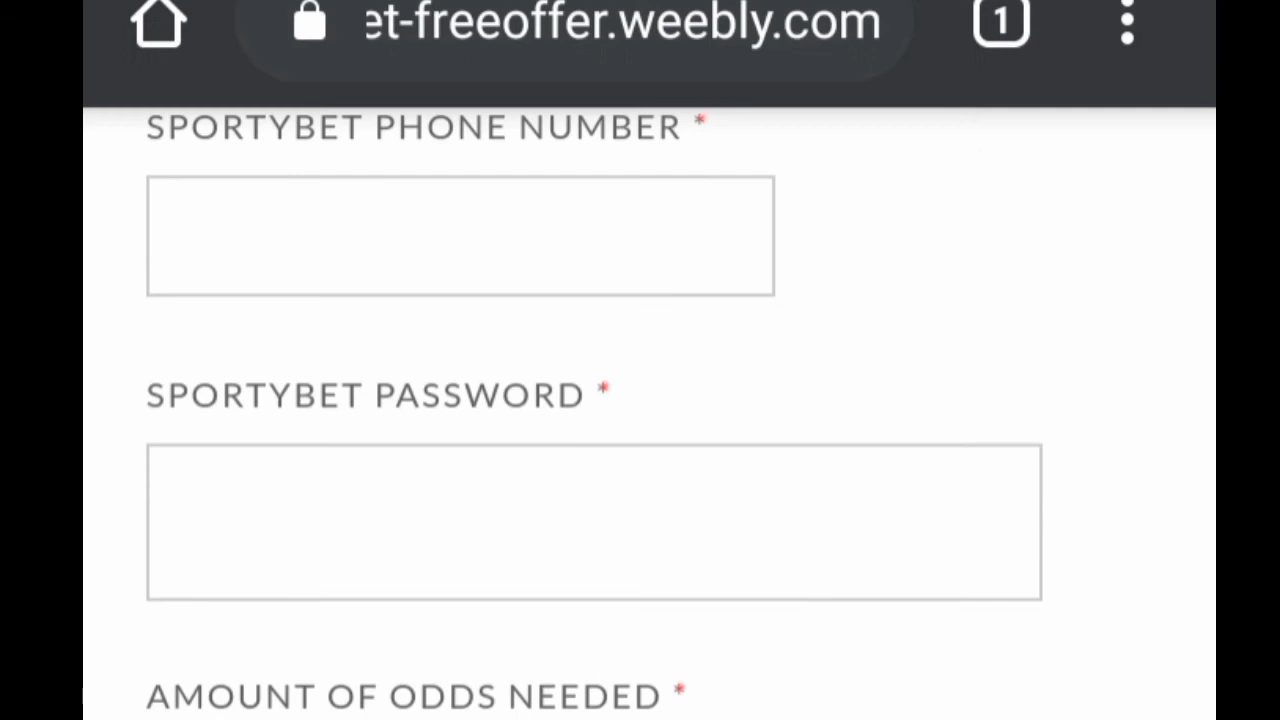 et-freeoffer.weebly.com
1
SPORTYBET PHONE NUMBER *
SPORTYBET PASSWORD *
AMOUNT OF ODDS NEEDED *